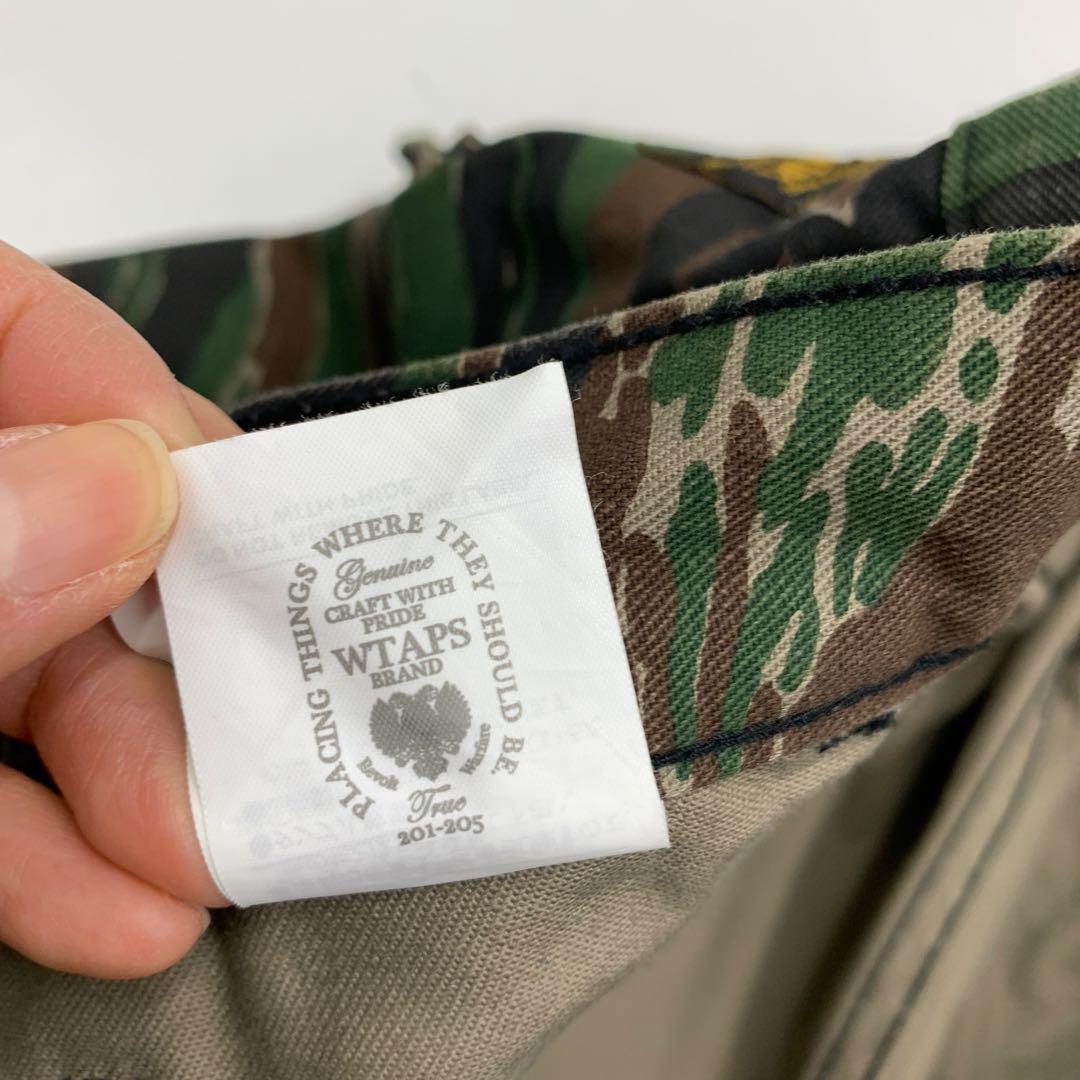 PLACING THINGS WHERE THEY SHOULD BE.
Genuine
CRAFT WITH
PRIDE
WTAPS
BRAND
Revolt
Warfare
True
201-205